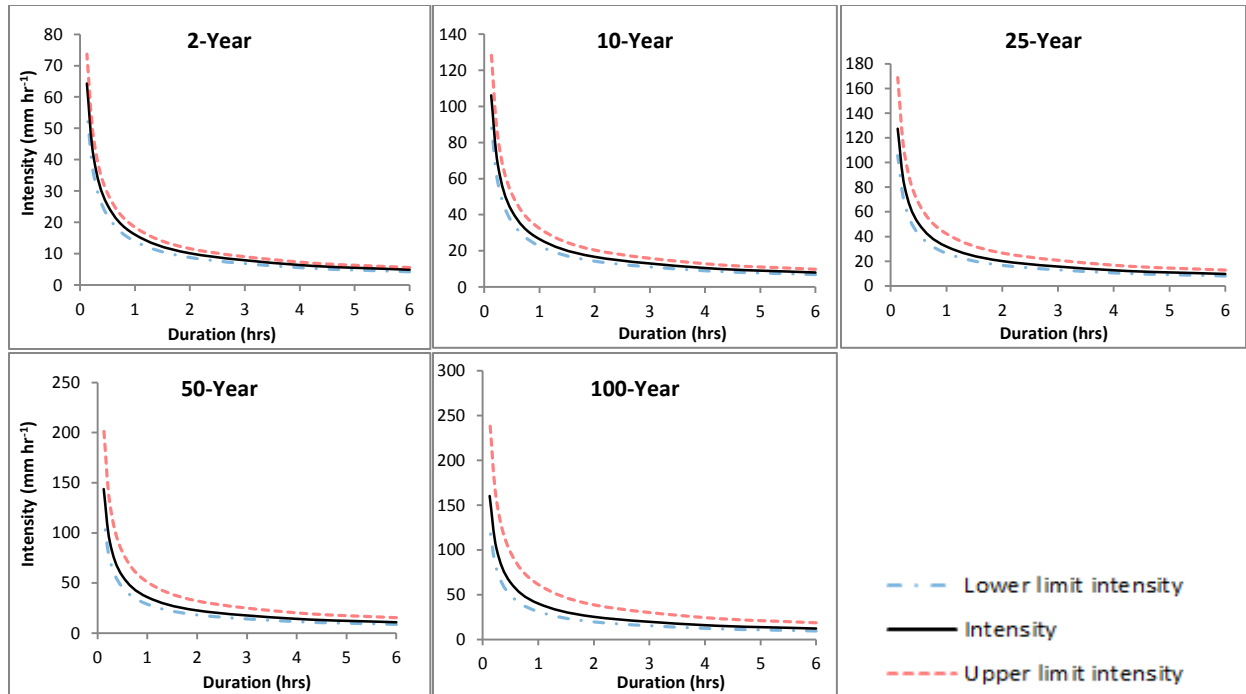 2-Year
Intensity (mm hr-1)
80
70
60
50
40
30
20
10
0
0 1 2 3 4 5 6
Duration (hrs)
10-Year
140
120
100
80
60
40
20
0
0 1 2 3 4 5 6
Duration (hrs)
25-Year
180
160
140
120
100
80
60
40
20
0
0 1 2 3 4 5 6
Duration (hrs)
50-Year
Intensity (mm hr-1)
250
200
150
100
50
0
0 1 2 3 4 5 6
Duration (hrs)
100-Year
300
250
200
150
100
50
0
0 1 2 3 4 5 6
Duration (hrs)
Lower limit intensity
Intensity
Upper limit intensity